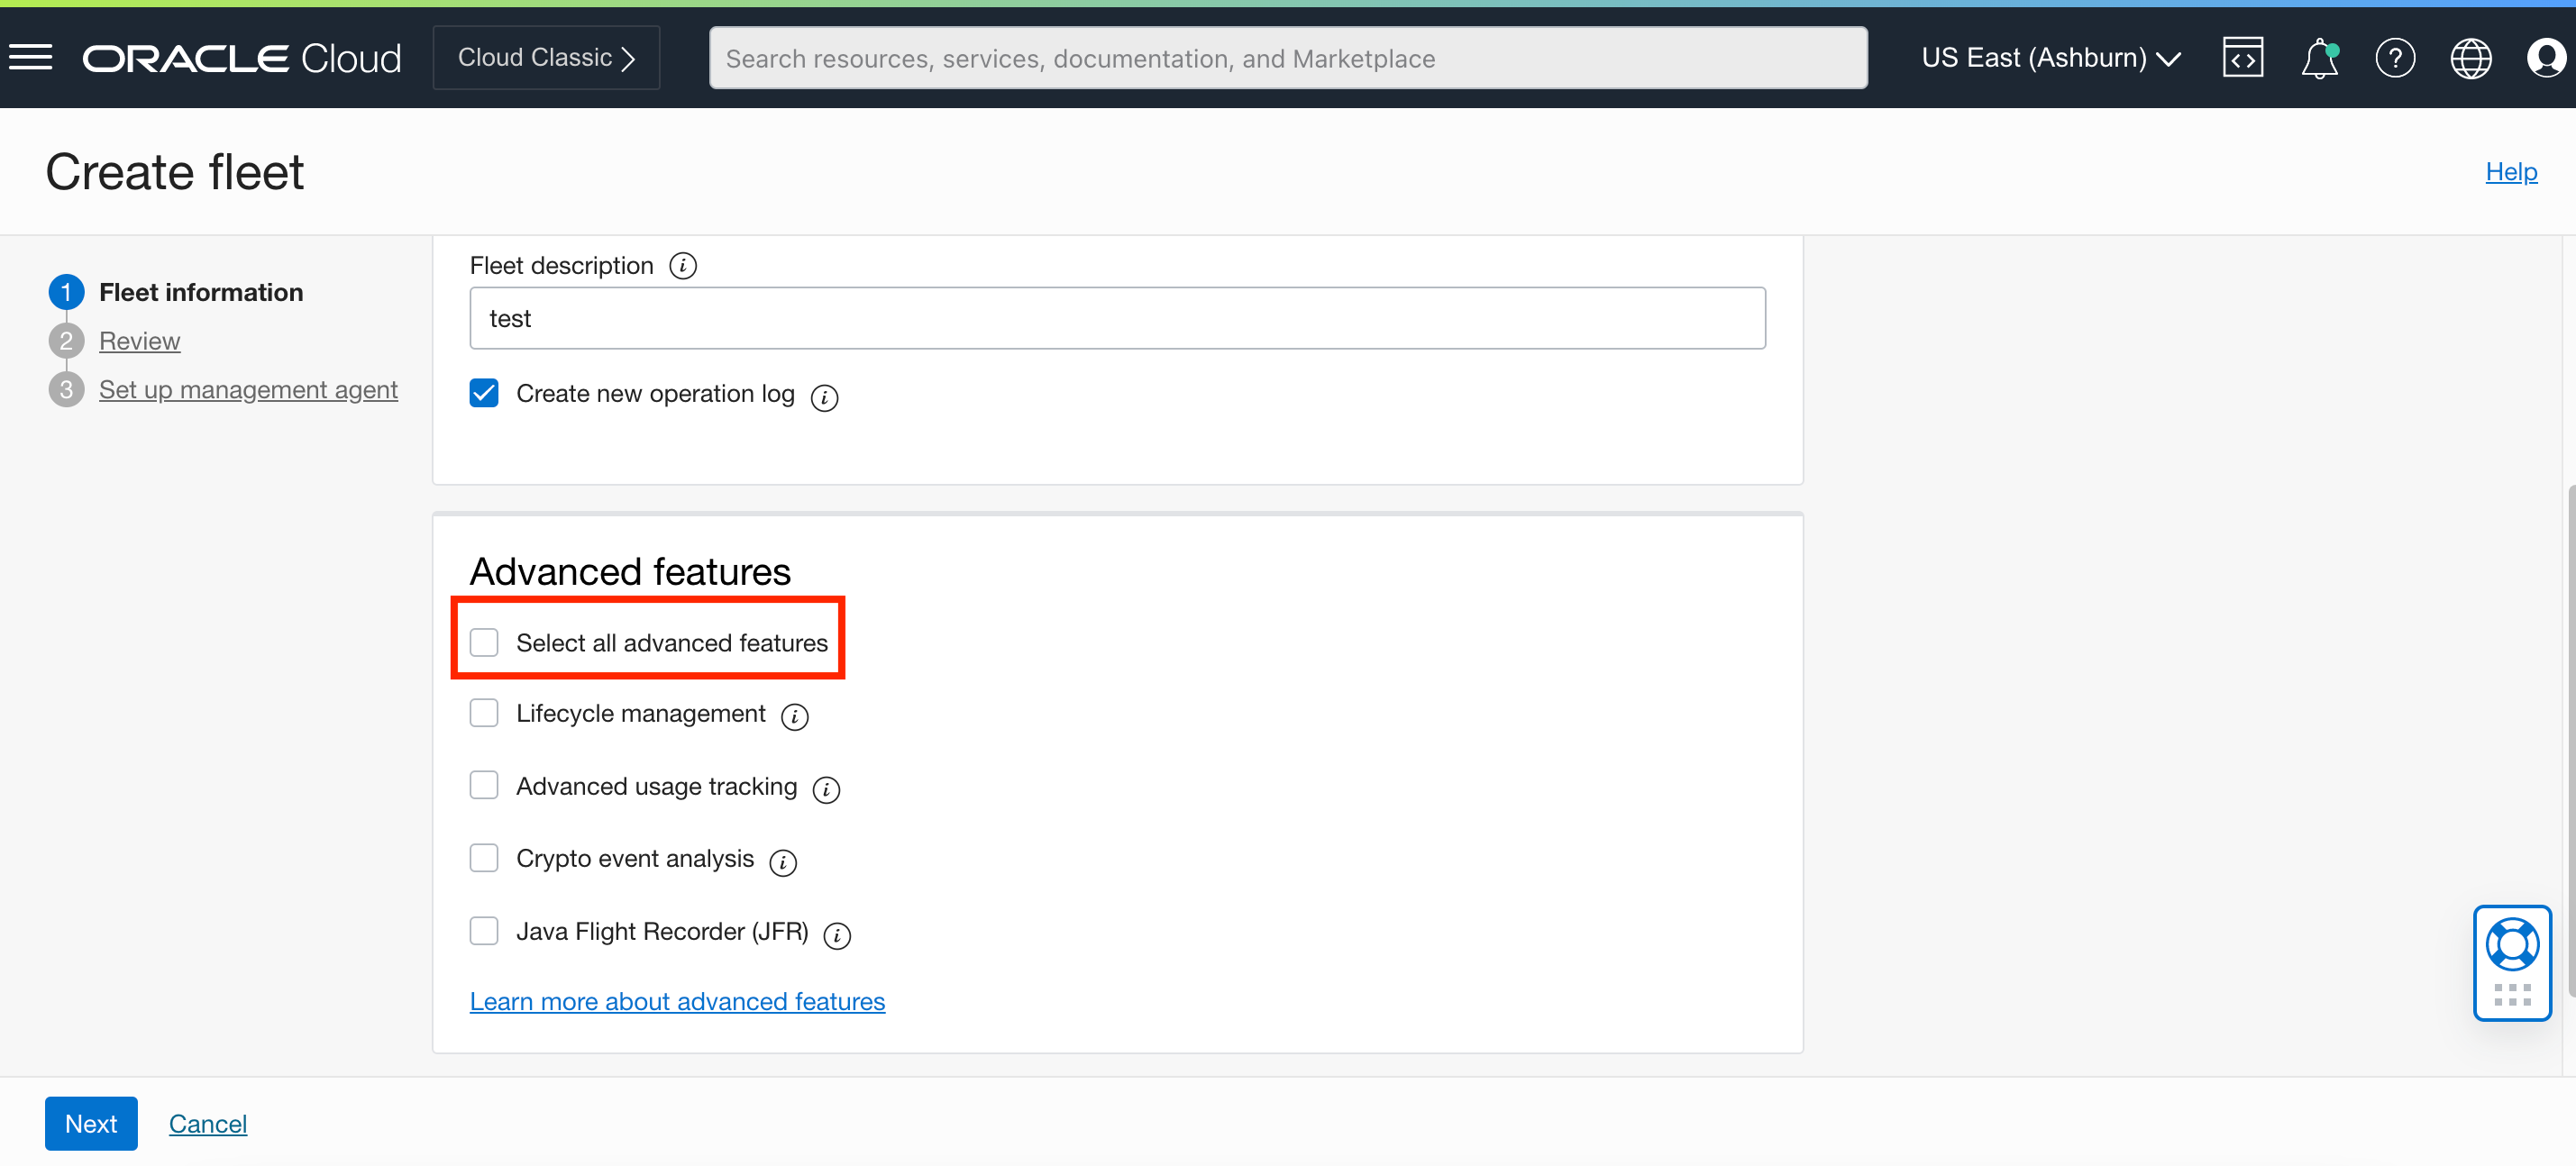 ORACLE Cloud
Cloud Classic
Search resources, services, documentation, and Marketplace
US East (Ashburn)
Create fleet
Help
1 Fleet information
2 Review
3 Set up management agent
Fleet description
test
Create new operation log
Advanced features
Select all advanced features
Lifecycle management
Advanced usage tracking
Crypto event analysis
Java Flight Recorder (JFR)
Learn more about advanced features
Next
Cancel